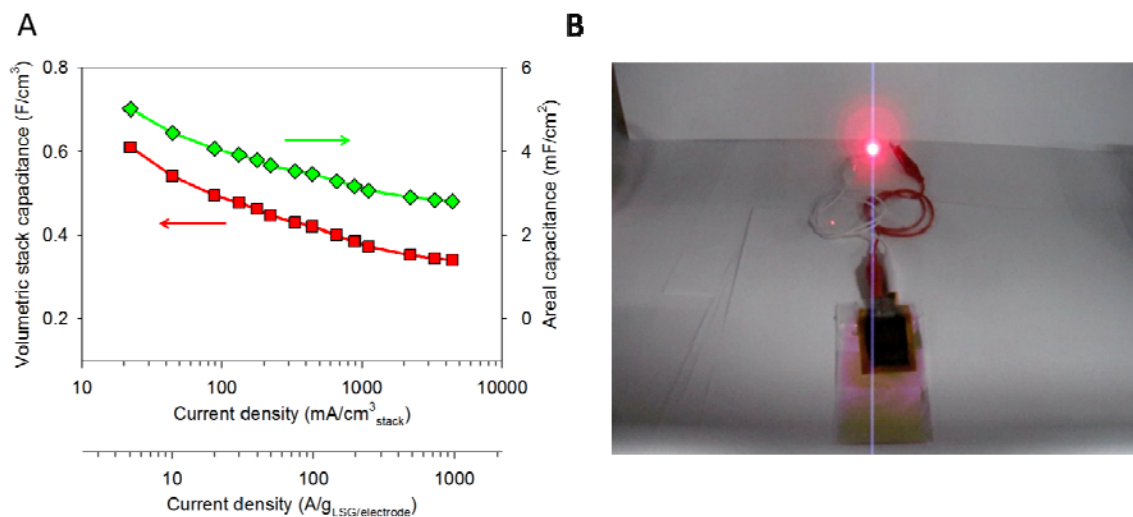 A
B
Volumetric stack capacitance (F/cm³)
0.8
0.6
0.4
0.2
6
4
2
0
Areal capacitance (mF/cm²)
10 100 1000 10000
Current density (mA/cm³stack)
10 100 1000
Current density (A/gLSG/electrode)